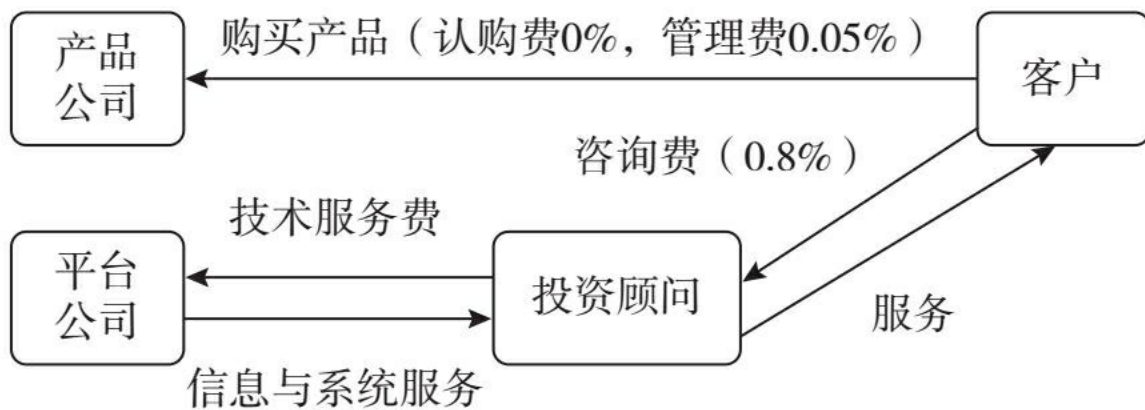 产品
公司
购买产品（认购费0%，管理费0.05%）
客户
咨询费（0.8%）
技术服务费
平台
公司
投资顾问
服务
信息与系统服务